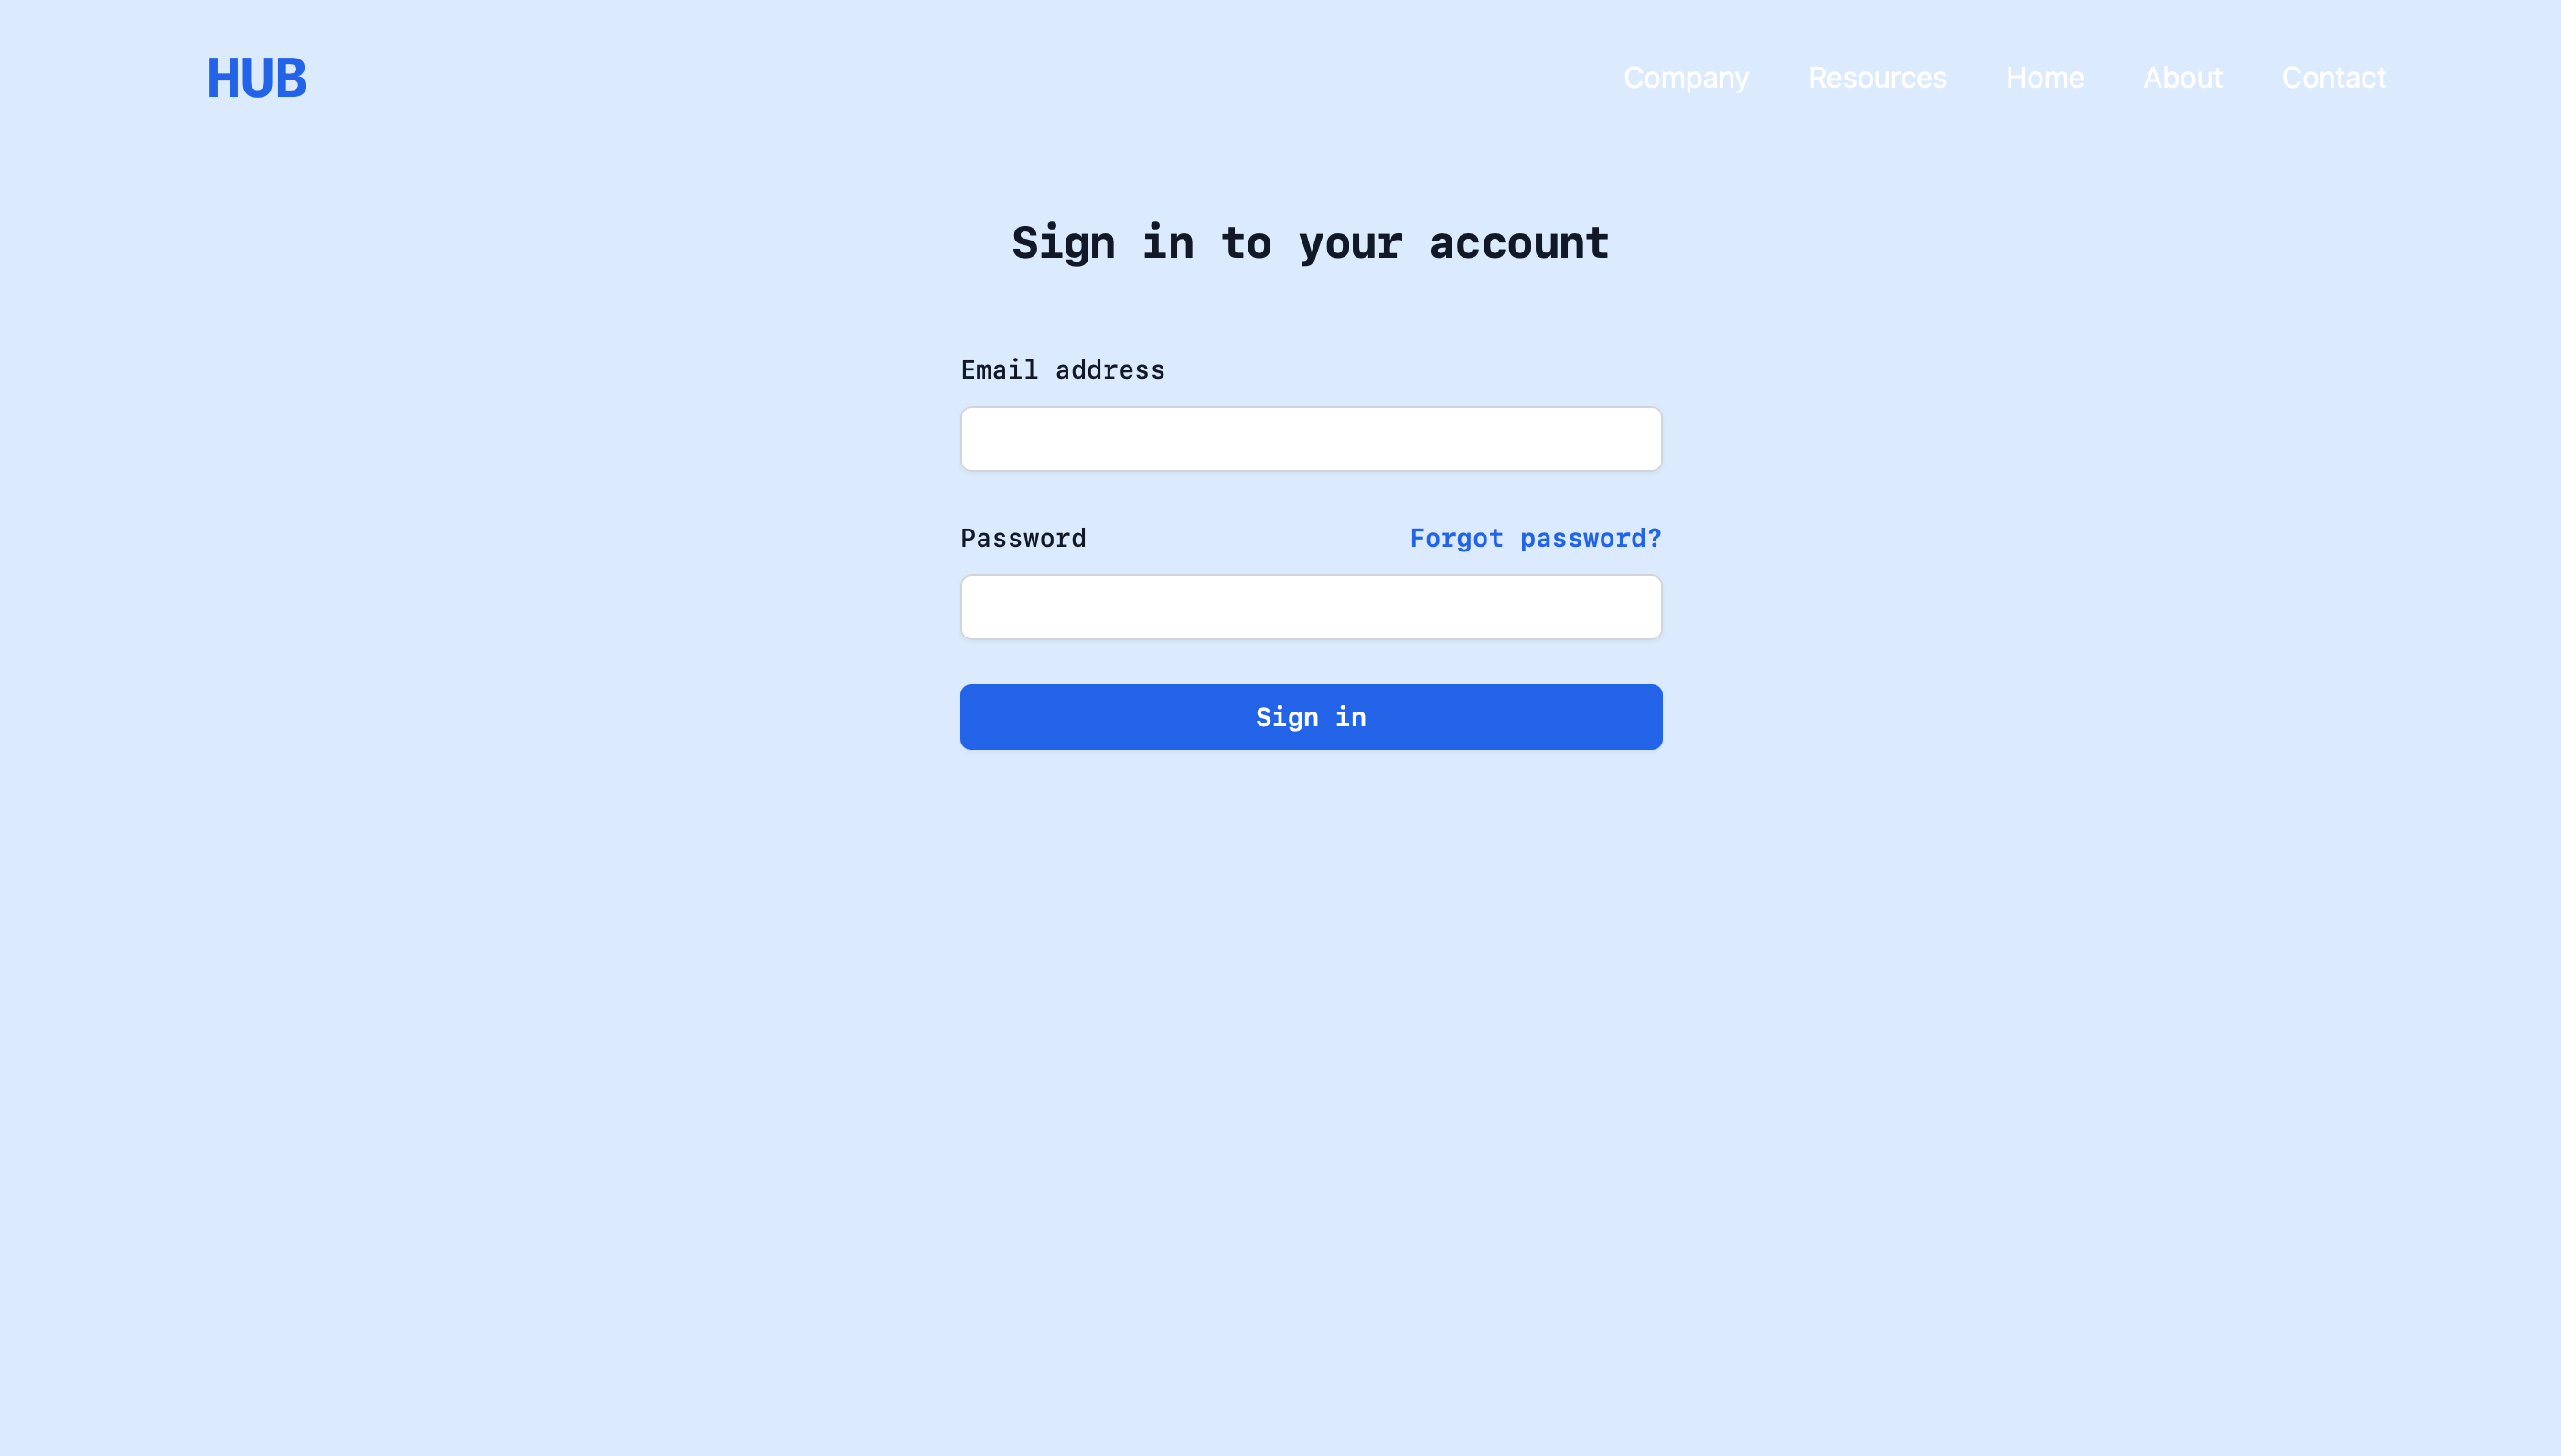 HUB
Company Resources Home About Contact
Sign in to your account
Email address
Password Forgot password?
Sign in